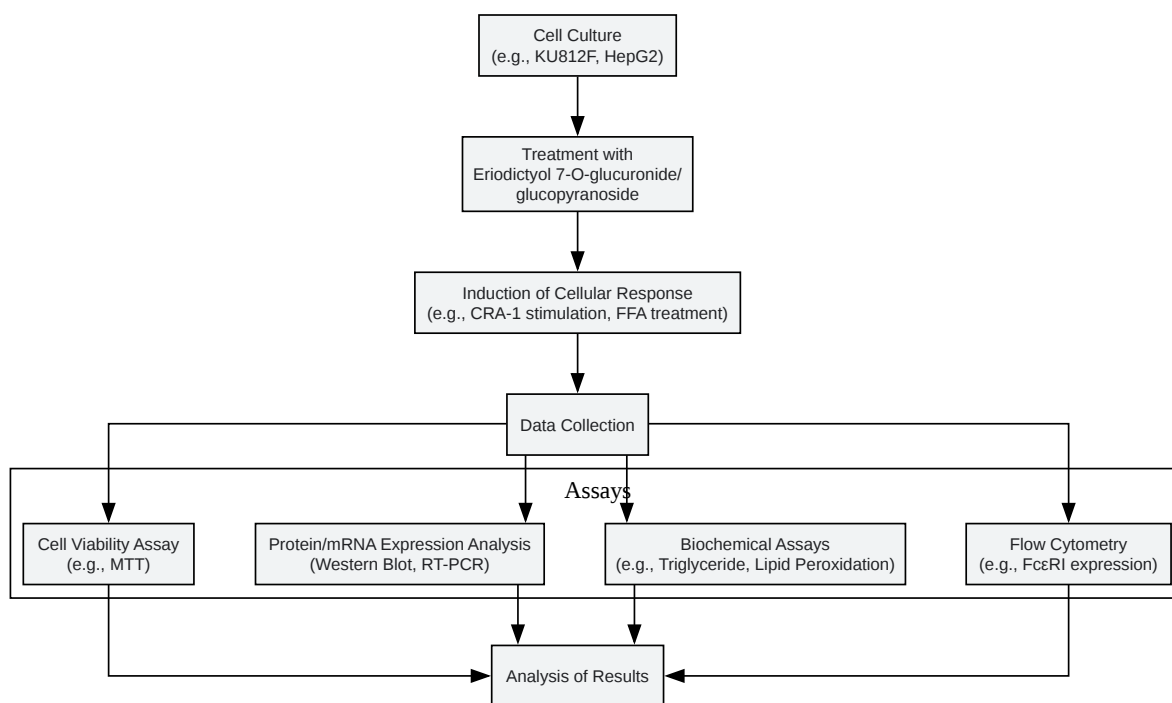 Cell Culture
(e.g., KU812F, HepG2)
Treatment with
Eriodictyol 7-O-glucuronide/
glucopyranoside
Induction of Cellular Response
(e.g., CRA-1 stimulation, FFA treatment)
Data Collection
Assays
Cell Viability Assay
(e.g., MTT)
Protein/mRNA Expression Analysis
(Western Blot, RT-PCR)
Biochemical Assays
(e.g., Triglyceride, Lipid Peroxidation)
Flow Cytometry
(e.g., FcεRI expression)
Analysis of Results